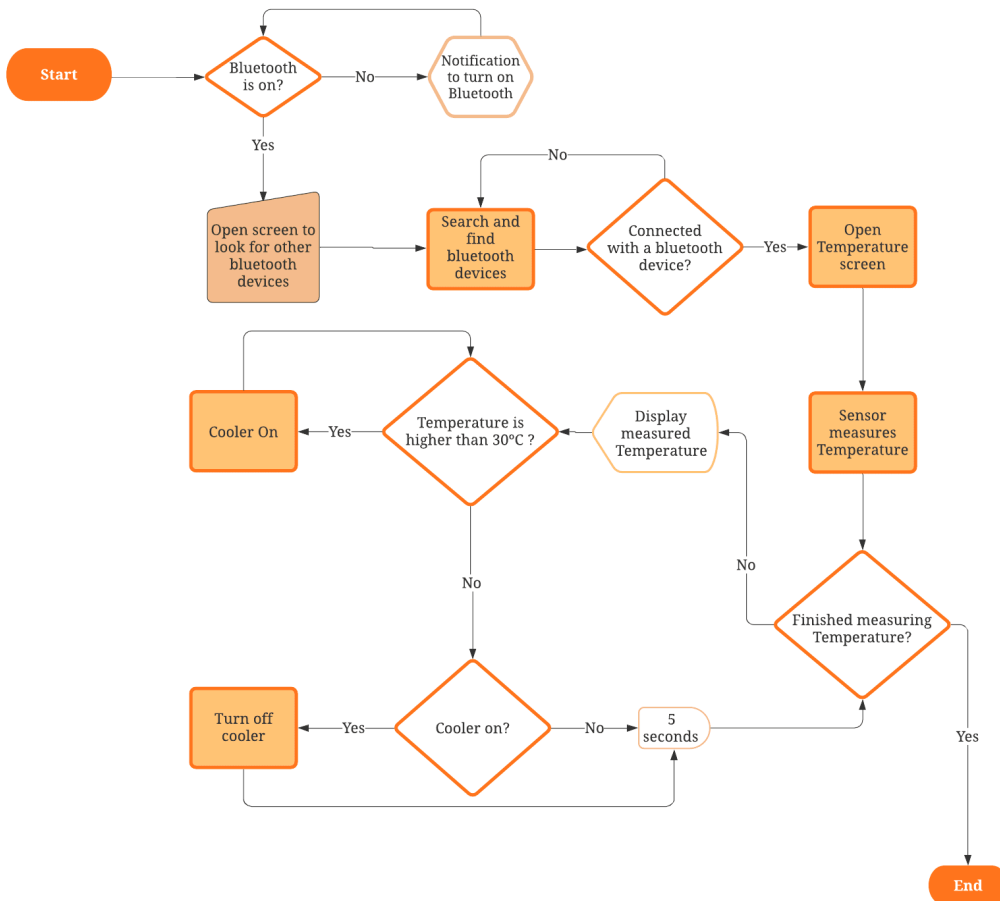 Start
Bluetooth
is on?
No
Notification
to turn on
Bluetooth
Yes
No
Open screen to
look for other
bluetooth
devices
Search and
find
bluetooth
devices
Connected
with a bluetooth
device?
Yes
Open
Temperature
screen
Cooler On
Yes
Temperature is
higher than 30ºC ?
Display
measured
Temperature
Sensor
measures
Temperature
No
No
Finished measuring
Temperature?
Turn off
cooler
Yes
Cooler on?
No
5
seconds
Yes
End